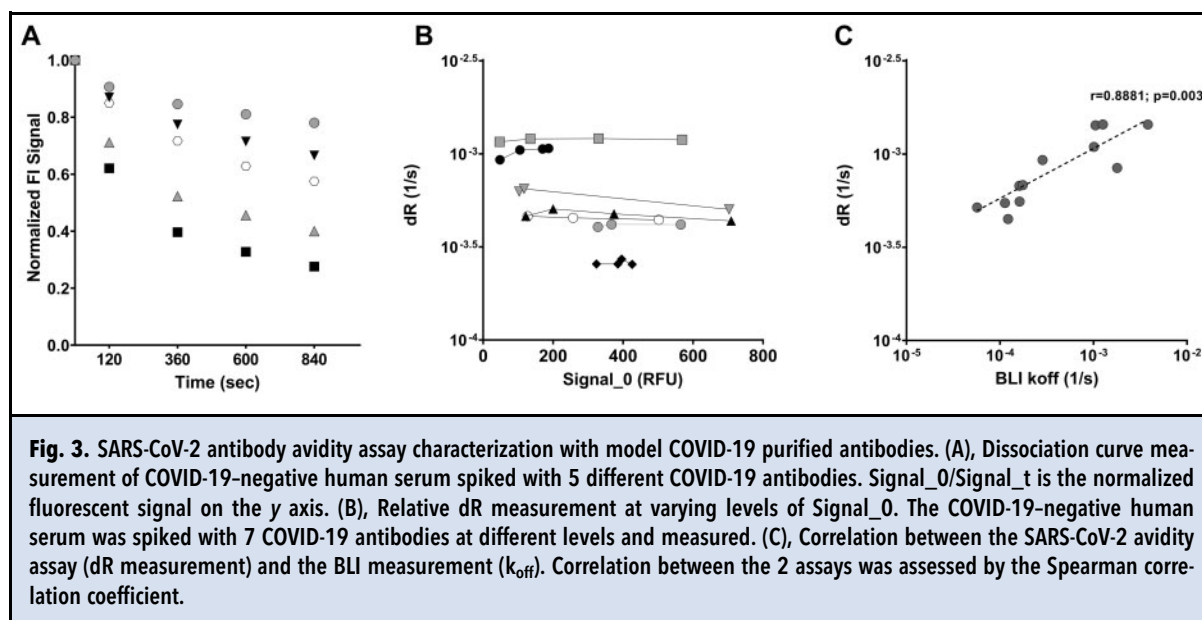 A
Normalized FI Signal
1.0
0.8
0.6
0.4
0.2
0.0
120 360 600 840
Time (sec)
B
dR (1/s)
10-2.5
10-3
10-3.5
10-4
0 200 400 600 800
Signal_0 (RFU)
C
r=0.8881; p=0.003
dR (1/s)
10-2.5
10-3
10-3.5
10-4
10-5 10-4 10-3 10-2
BLI koff (1/s)
Fig. 3. SARS-CoV-2 antibody avidity assay characterization with model COVID-19 purified antibodies. (A), Dissociation curve mea-
surement of COVID-19–negative human serum spiked with 5 different COVID-19 antibodies. Signal_0/Signal_t is the normalized
fluorescent signal on the y axis. (B), Relative dR measurement at varying levels of Signal_0. The COVID-19–negative human
serum was spiked with 7 COVID-19 antibodies at different levels and measured. (C), Correlation between the SARS-CoV-2 avidity
assay (dR measurement) and the BLI measurement (koff). Correlation between the 2 assays was assessed by the Spearman corre-
lation coefficient.